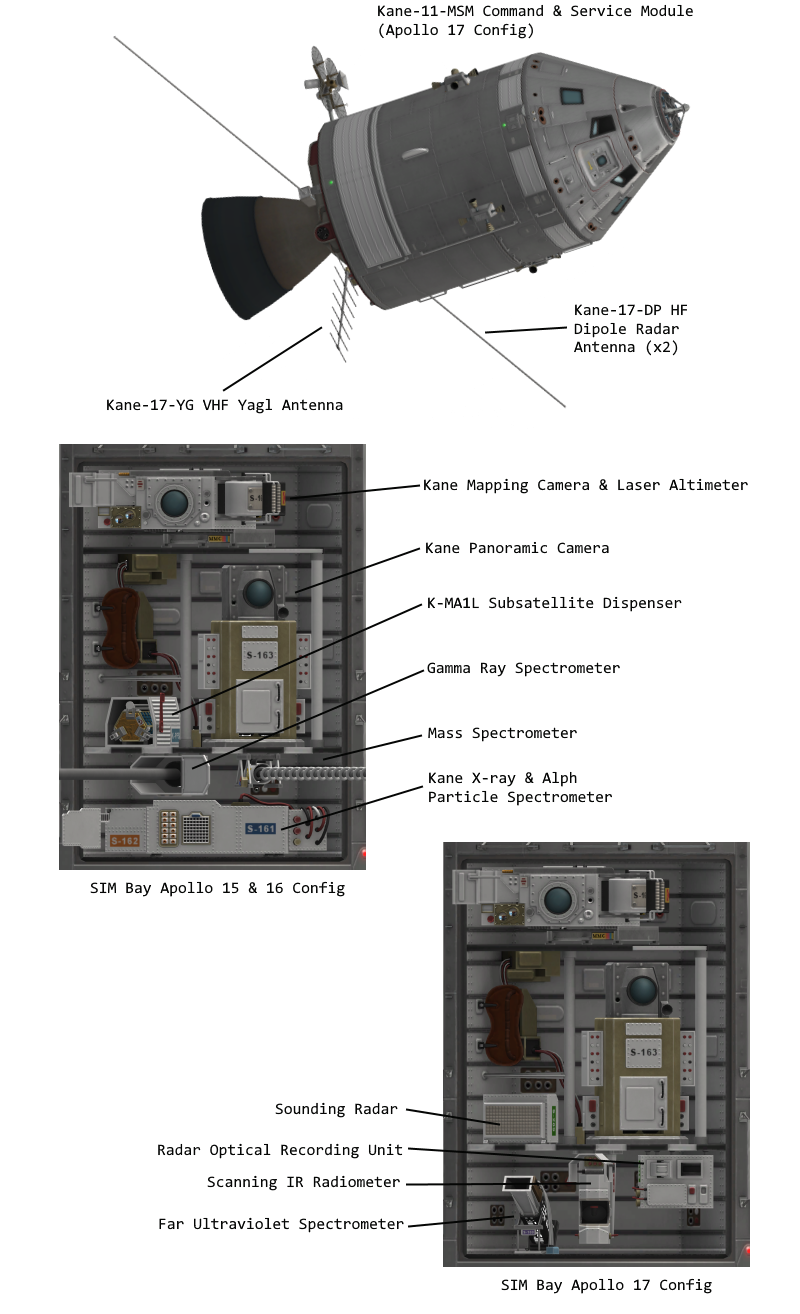 Kane-11-MSM Command & Service Module
(Apollo 17 Config)
Kane-17-DP HF
Dipole Radar
Antenna (x2)
Kane-17-YG VHF Yagl Antenna
Kane Mapping Camera & Laser Altimeter
Kane Panoramic Camera
K-MA1L Subsatellite Dispenser
S-163
Gamma Ray Spectrometer
Mass Spectrometer
Kane X-ray & Alph
Particle Spectrometer
S-162
S-161
SIM Bay Apollo 15 & 16 Config
S-163
Sounding Radar
Radar Optical Recording Unit
Scanning IR Radiometer
Far Ultraviolet Spectrometer
SIM Bay Apollo 17 Config